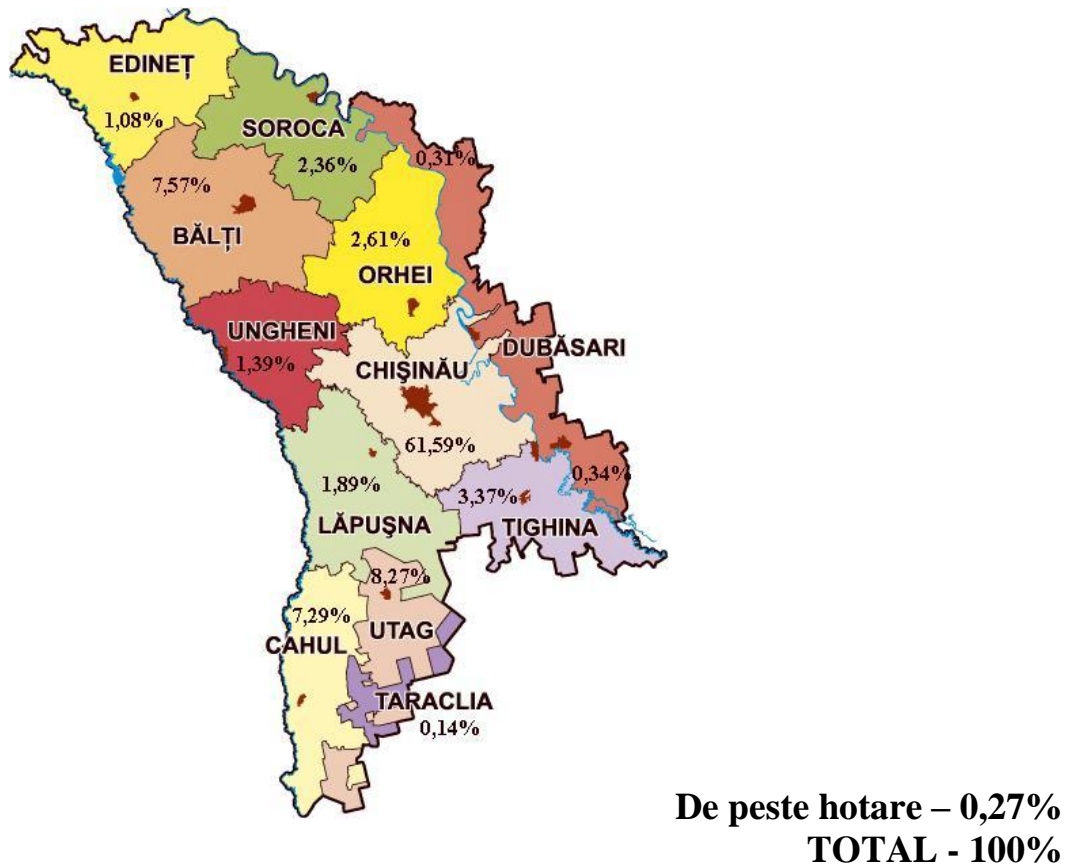 EDINEȚ
1,08%
SOROCA
2,36%
0,31%
7,57%
BĂLȚI
2,61%
ORHEI
UNGHENI
1,39%
DUBĂSARI
CHIŞINĂU
61,59%
0,34%
1,89%
3,37%
LĂPUŞNA
TIGHINA
8,27%
7,29%
UTAG
CAHUL
TARACLIA
0,14%
De peste hotare – 0,27%
TOTAL - 100%